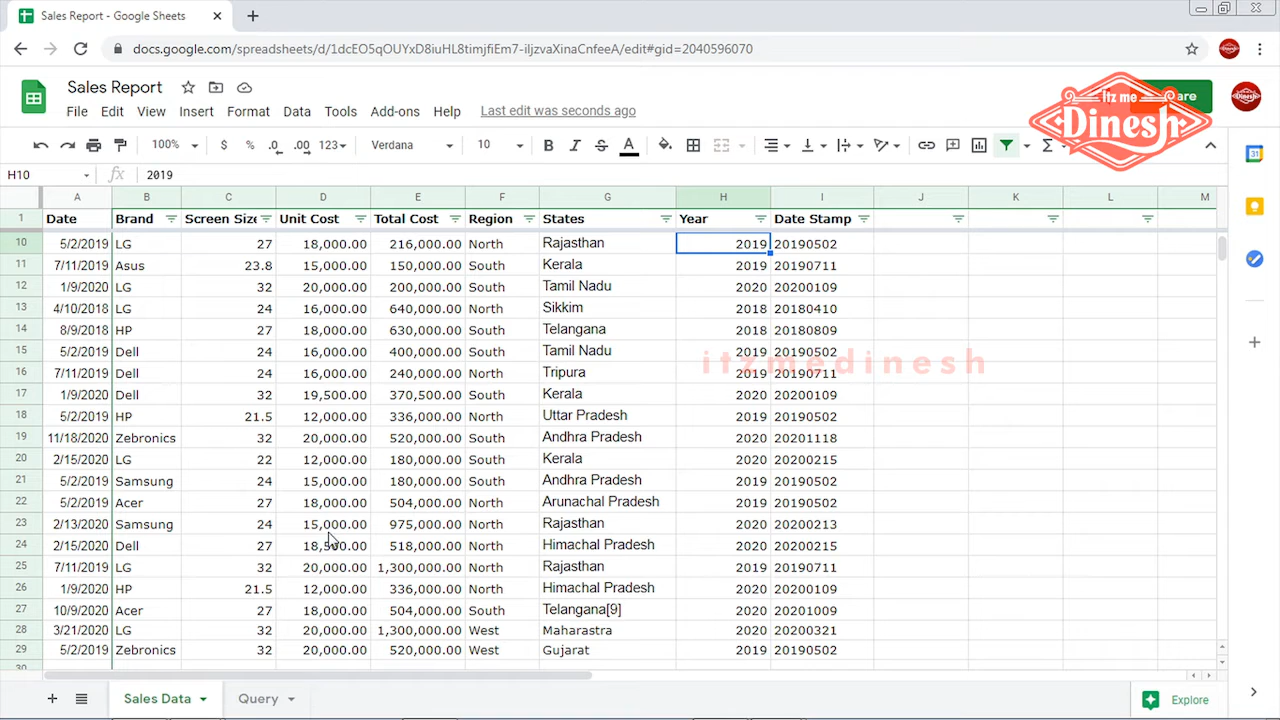 Sales Report - Google Sheets
docs.google.com/spreadsheets/d/1dcEO5qOUYxD8iuHL8timjfiEm7-iIjzvaXinaCnfeeA/edit#gid=2040596070
Sales Report
File Edit View Insert Format Data Tools Add-ons Help Last edit was seconds ago
Itz me
Dinesh
100% $ % .0 .00 123 Verdana 10 B I S A
H10 fx 2019
A B C D E F G H I J K L M
1 Date Brand Screen Size Unit Cost Total Cost Region States Year Date Stamp
10 5/2/2019 LG 27 18,000.00 216,000.00 North Rajasthan 2019 20190502
11 7/11/2019 Asus 23.8 15,000.00 150,000.00 South Kerala 2019 20190711
12 1/9/2020 LG 32 20,000.00 200,000.00 South Tamil Nadu 2020 20200109
13 4/10/2018 LG 24 16,000.00 640,000.00 North Sikkim 2018 20180410
14 8/9/2018 HP 27 18,000.00 630,000.00 South Telangana 2018 20180809
15 5/2/2019 Dell 24 16,000.00 400,000.00 South Tamil Nadu 2019 20190502
itzmedinesh
16 7/11/2019 Dell 24 16,000.00 240,000.00 North Tripura 2019 20190711
17 1/9/2020 Dell 32 19,500.00 370,500.00 South Kerala 2020 20200109
18 5/2/2019 HP 21.5 12,000.00 336,000.00 North Uttar Pradesh 2019 20190502
19 11/18/2020 Zebronics 32 20,000.00 520,000.00 South Andhra Pradesh 2020 20201118
20 2/15/2020 LG 22 12,000.00 180,000.00 South Kerala 2020 20200215
21 5/2/2019 Samsung 24 15,000.00 180,000.00 South Andhra Pradesh 2019 20190502
22 5/2/2019 Acer 27 18,000.00 504,000.00 North Arunachal Pradesh 2019 20190502
23 2/13/2020 Samsung 24 15,000.00 975,000.00 North Rajasthan 2020 20200213
24 2/15/2020 Dell 27 18,500.00 518,000.00 North Himachal Pradesh 2020 20200215
25 7/11/2019 LG 32 20,000.00 1,300,000.00 North Rajasthan 2019 20190711
26 1/9/2020 HP 21.5 12,000.00 336,000.00 North Himachal Pradesh 2020 20200109
27 10/9/2020 Acer 27 18,000.00 504,000.00 South Telangana[9] 2020 20201009
28 3/21/2020 LG 32 20,000.00 1,300,000.00 West Maharastra 2020 20200321
29 5/2/2019 Zebronics 32 20,000.00 520,000.00 West Gujarat 2019 20190502
Sales Data Query Explore